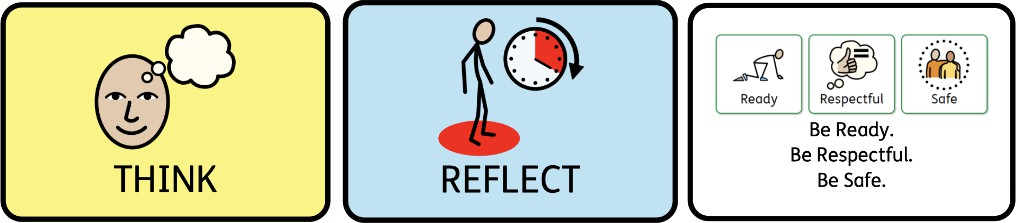 THINK
REFLECT
Ready
Respectful
Safe
Be Ready.
Be Respectful.
Be Safe.